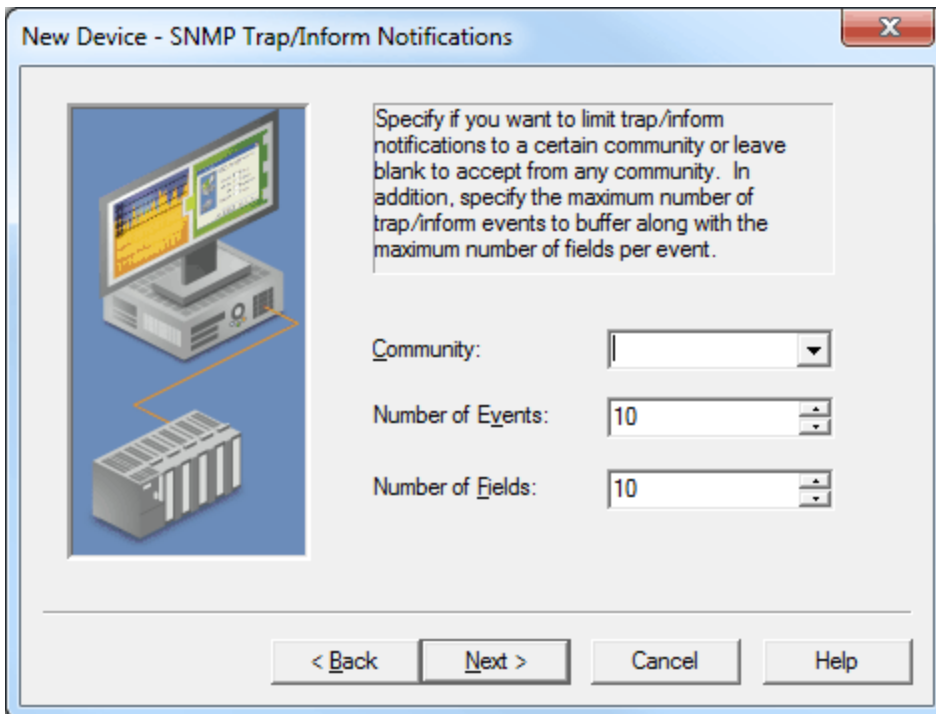 New Device - SNMP Trap/Inform Notifications
Specify if you want to limit trap/inform
notifications to a certain community or leave
blank to accept from any community. In
addition, specify the maximum number of
trap/inform events to buffer along with the
maximum number of fields per event.
Community:
Number of Events: 10
Number of Fields: 10
< Back Next > Cancel Help